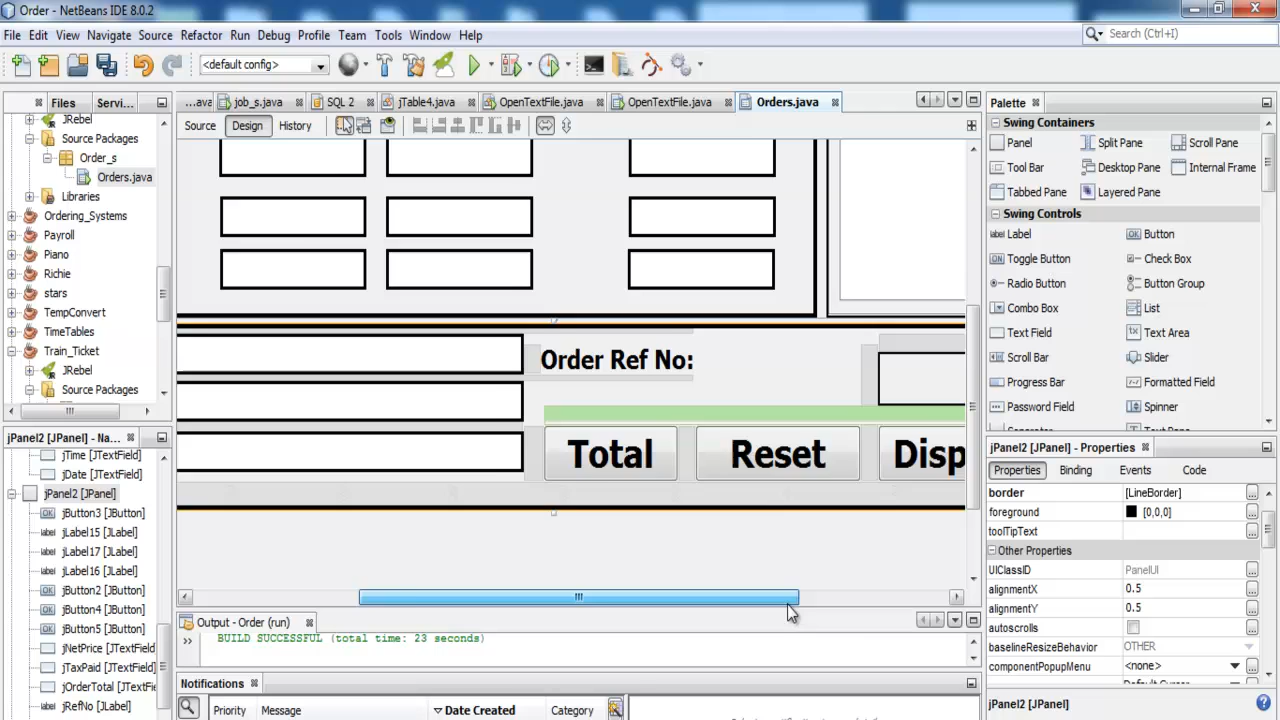 Order - NetBeans IDE 8.0.2
File Edit View Navigate Source Refactor Run Debug Profile Team Tools Window Help
Search (Ctrl+I)
<default config>
Files Servi...
...ava job_s.java SQL 2 jTable4.java OpenTextFile.java OpenTextFile.java Orders.java
Source Design History
JRebel
Source Packages
Order_s
Orders.java
Libraries
Ordering_Systems
Payroll
Piano
Richie
stars
TempConvert
TimeTables
Train_Ticket
JRebel
Source Packages
jPanel2 [JPanel] - Na...
jTime [JTextField]
jDate [JTextField]
jPanel2 [JPanel]
jButton3 [JButton]
jLabel15 [JLabel]
jLabel17 [JLabel]
jLabel16 [JLabel]
jButton2 [JButton]
jButton4 [JButton]
jButton5 [JButton]
jNetPrice [JTextField]
jTaxPaid [JTextField]
jOrderTotal [JTextFie
jRefNo [JLabel]
Order Ref No:
Total Reset Disp
Output - Order (run)
BUILD SUCCESSFUL (total time: 23 seconds)
Notifications
Priority Message Date Created Category
Palette
Swing Containers
Panel Split Pane Scroll Pane
Tool Bar Desktop Pane Internal Frame
Tabbed Pane Layered Pane
Swing Controls
Label Button
Toggle Button Check Box
Radio Button Button Group
Combo Box List
Text Field Text Area
Scroll Bar Slider
Progress Bar Formatted Field
Password Field Spinner
jPanel2 [JPanel] - Properties
Properties Binding Events Code
border [LineBorder]
foreground [0,0,0]
toolTipText
Other Properties
UIClassID PanelUI
alignmentX 0.5
alignmentY 0.5
autoscrolls
baselineResizeBehavior OTHER
componentPopupMenu <none>
jPanel2 [JPanel]